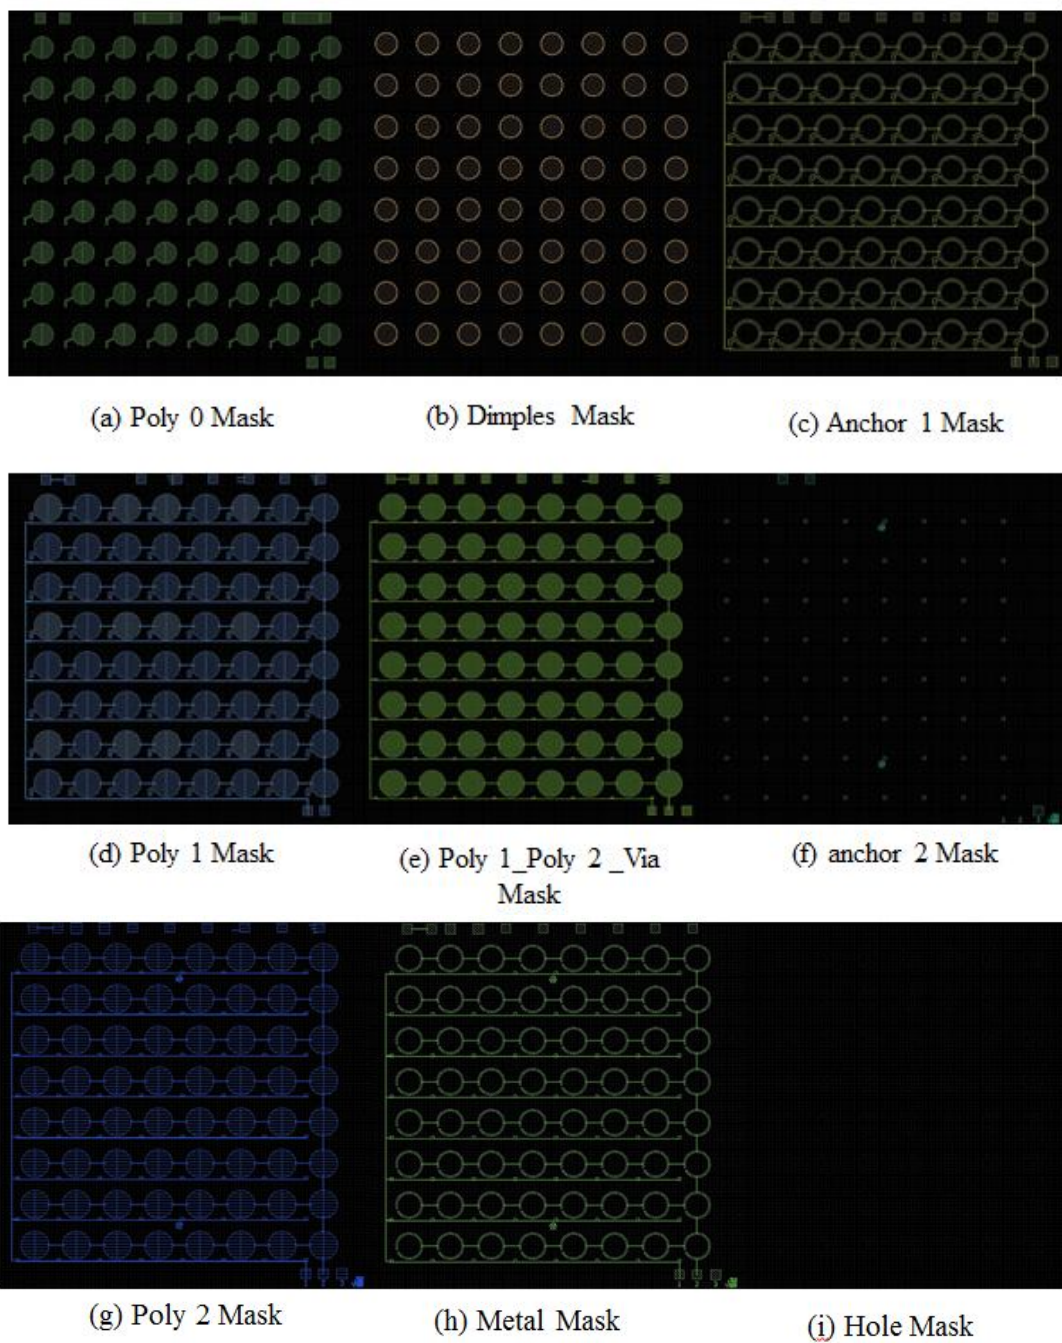 (a) Poly 0 Mask
(b) Dimples Mask
(c) Anchor 1 Mask
(d) Poly 1 Mask
(e) Poly 1_Poly 2 _Via
Mask
(f) anchor 2 Mask
(g) Poly 2 Mask
(h) Metal Mask
(i) Hole Mask